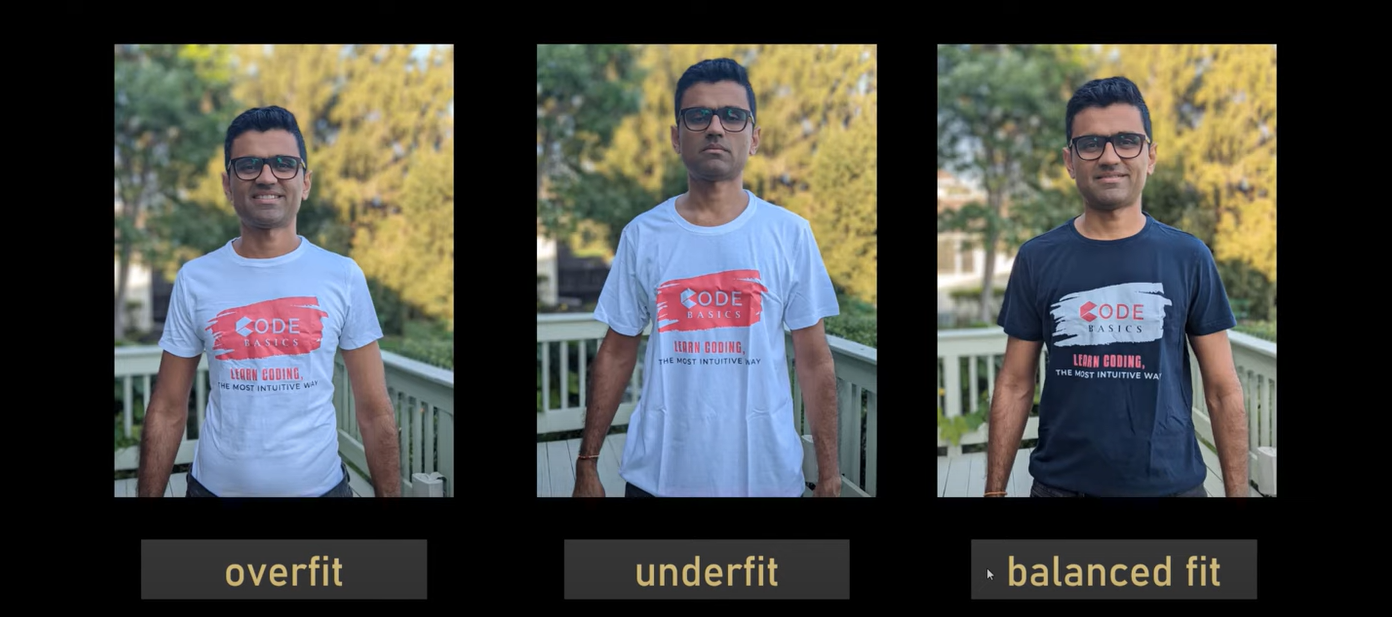 CODE
BASICS
LEARN CODING,
THE MOST INTUITIVE WAY
CODE
BASICS
LEARN CODING,
THE MOST INTUITIVE WAY
CODE
BASICS
LEARN CODING,
THE MOST INTUITIVE WAY
overfit
underfit
balanced fit